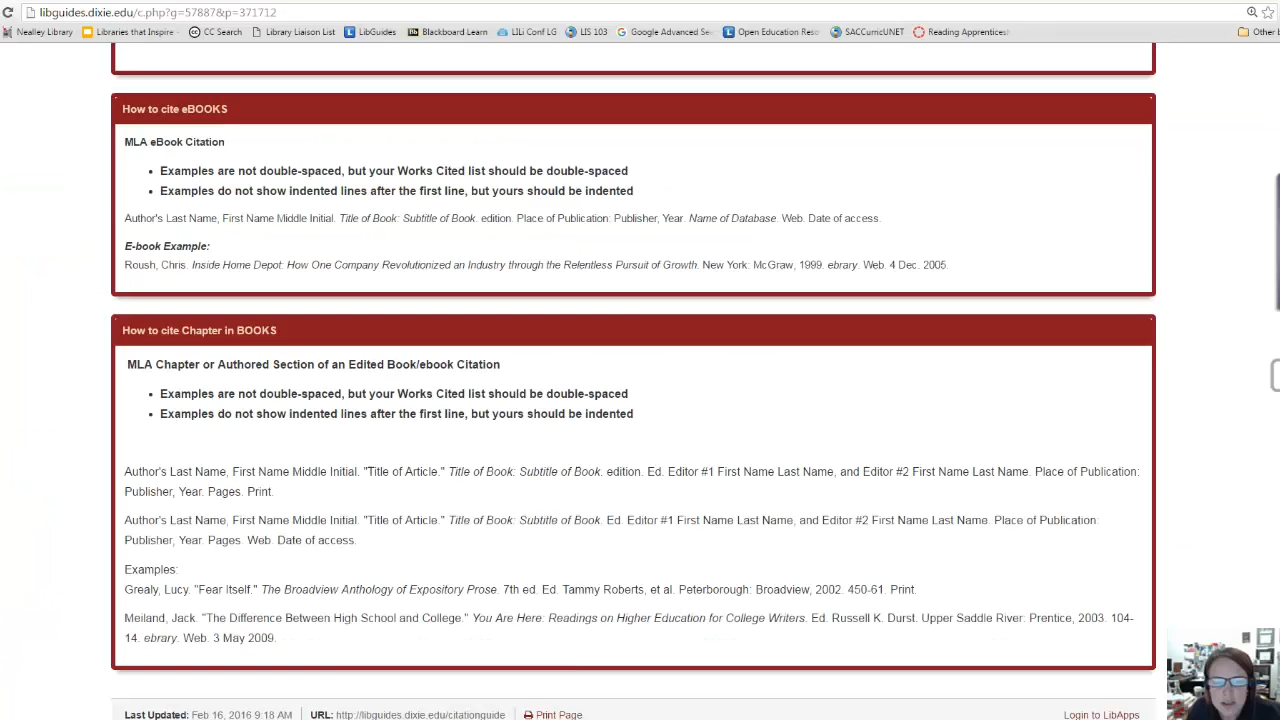 libguides.dixie.edu/c.php?g=57887&p=371712
Nealley Library Libraries that Inspire CC Search Library Liaison List LibGuides Blackboard Learn LILi Conf LG LIS 103 Google Advanced Se Open Education Reso SACCurricUNET Reading Apprentices Other b
How to cite eBOOKS
MLA eBook Citation
• Examples are not double-spaced, but your Works Cited list should be double-spaced
• Examples do not show indented lines after the first line, but yours should be indented
Author's Last Name, First Name Middle Initial. Title of Book: Subtitle of Book. edition. Place of Publication: Publisher, Year. Name of Database. Web. Date of access.
E-book Example:
Roush, Chris. Inside Home Depot: How One Company Revolutionized an Industry through the Relentless Pursuit of Growth. New York: McGraw, 1999. ebrary. Web. 4 Dec. 2005.
How to cite Chapter in BOOKS
MLA Chapter or Authored Section of an Edited Book/ebook Citation
• Examples are not double-spaced, but your Works Cited list should be double-spaced
• Examples do not show indented lines after the first line, but yours should be indented
Author's Last Name, First Name Middle Initial. "Title of Article." Title of Book: Subtitle of Book. edition. Ed. Editor #1 First Name Last Name, and Editor #2 First Name Last Name. Place of Publication:
Publisher, Year. Pages. Print.
Author's Last Name, First Name Middle Initial. "Title of Article." Title of Book: Subtitle of Book. Ed. Editor #1 First Name Last Name, and Editor #2 First Name Last Name. Place of Publication:
Publisher, Year. Pages. Web. Date of access.
Examples:
Grealy, Lucy. "Fear Itself." The Broadview Anthology of Expository Prose. 7th ed. Ed. Tammy Roberts, et al. Peterborough: Broadview, 2002. 450-61. Print.
Meiland, Jack. "The Difference Between High School and College." You Are Here: Readings on Higher Education for College Writers. Ed. Russell K. Durst. Upper Saddle River: Prentice, 2003. 104-
14. ebrary. Web. 3 May 2009.
Last Updated: Feb 16, 2016 9:18 AM URL: http://libguides.dixie.edu/citationguide Print Page Login to LibApps